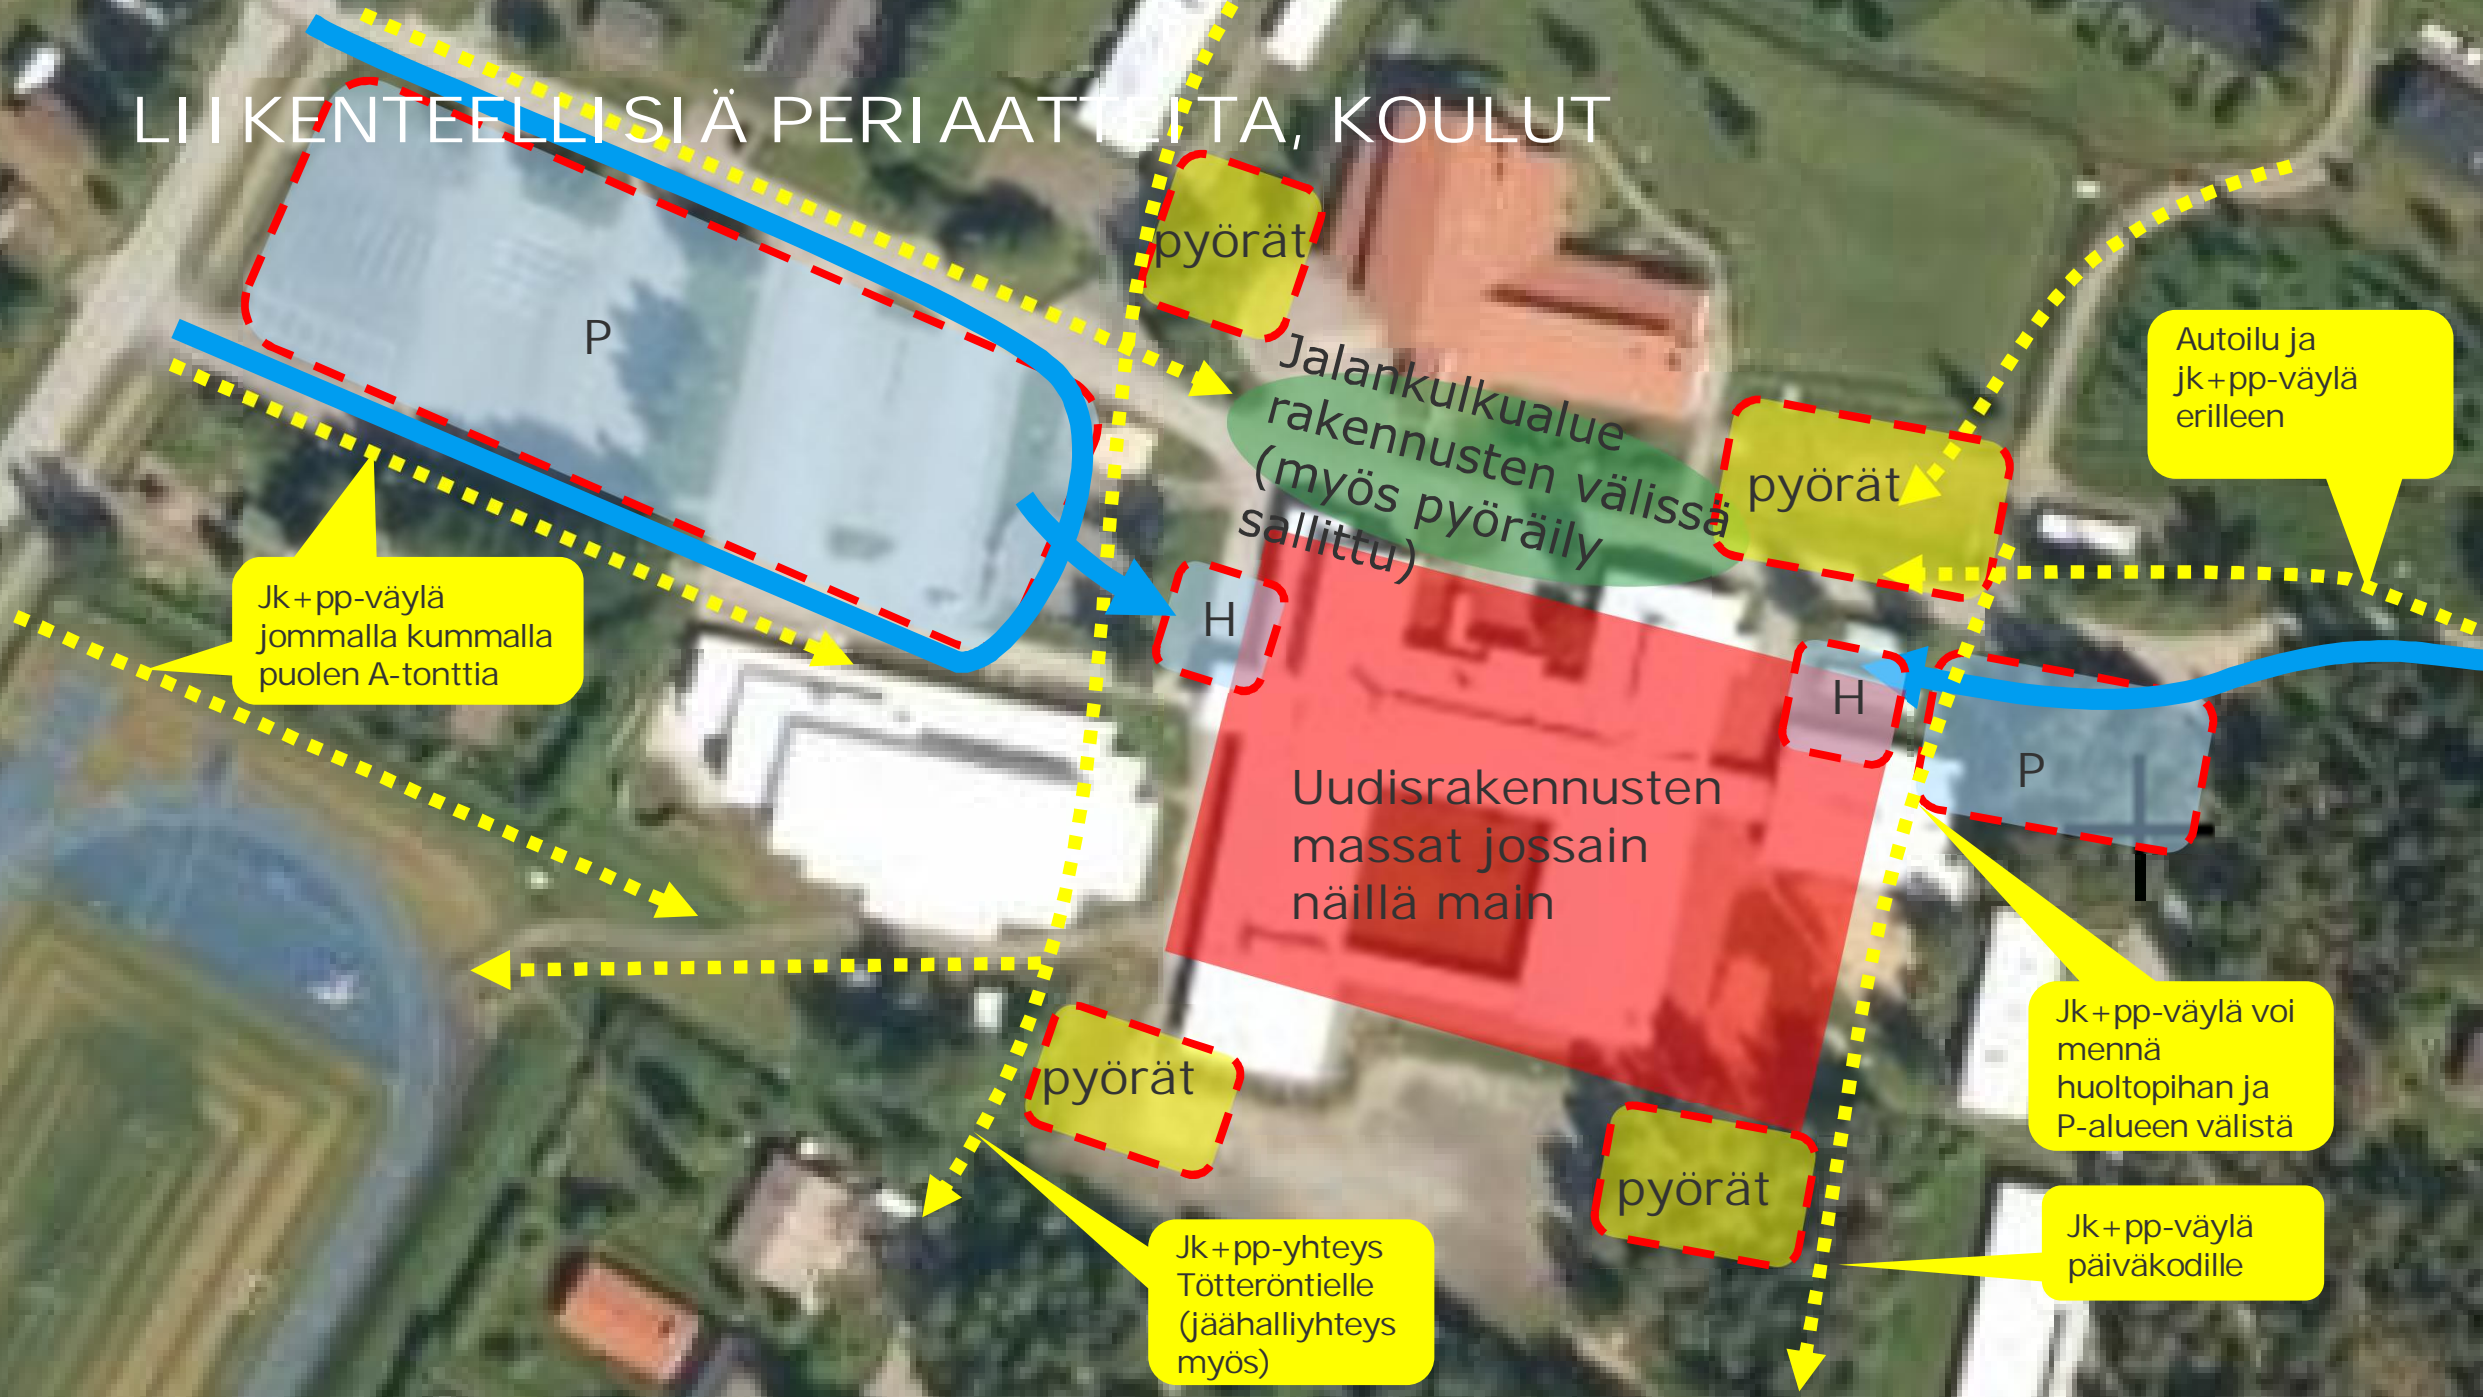 LIIKENTEELLISIÄ PERIAATTEITA, KOULUT
pyörät
P
Jalankulkualue
rakennusten välissä
(myös pyöräily
sallittu)
pyörät
Autoilu ja
jk+pp-väylä
erilleen
Jk+pp-väylä
jommalla kummalla
puolen A-tonttia
H
H
P
Uudisrakennusten
massat jossain
näillä main
pyörät
pyörät
Jk+pp-väylä voi
mennä
huoltopihan ja
P-alueen välistä
Jk+pp-yhteys
Tötteröntielle
(jäähalliyhteys
myös)
Jk+pp-väylä
päiväkodille